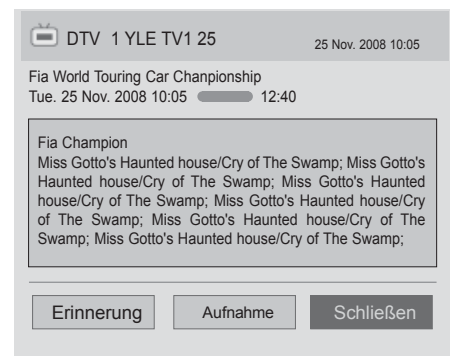 DTV 1 YLE TV1 25 25 Nov. 2008 10:05
Fia World Touring Car Chanpionship
Tue. 25 Nov. 2008 10:05 12:40
Fia Champion
Miss Gotto's Haunted house/Cry of The Swamp; Miss Gotto's
Haunted house/Cry of The Swamp; Miss Gotto's Haunted
house/Cry of The Swamp; Miss Gotto's Haunted house/Cry
of The Swamp; Miss Gotto's Haunted house/Cry of The
Swamp; Miss Gotto's Haunted house/Cry of The Swamp;
Erinnerung Aufnahme Schließen